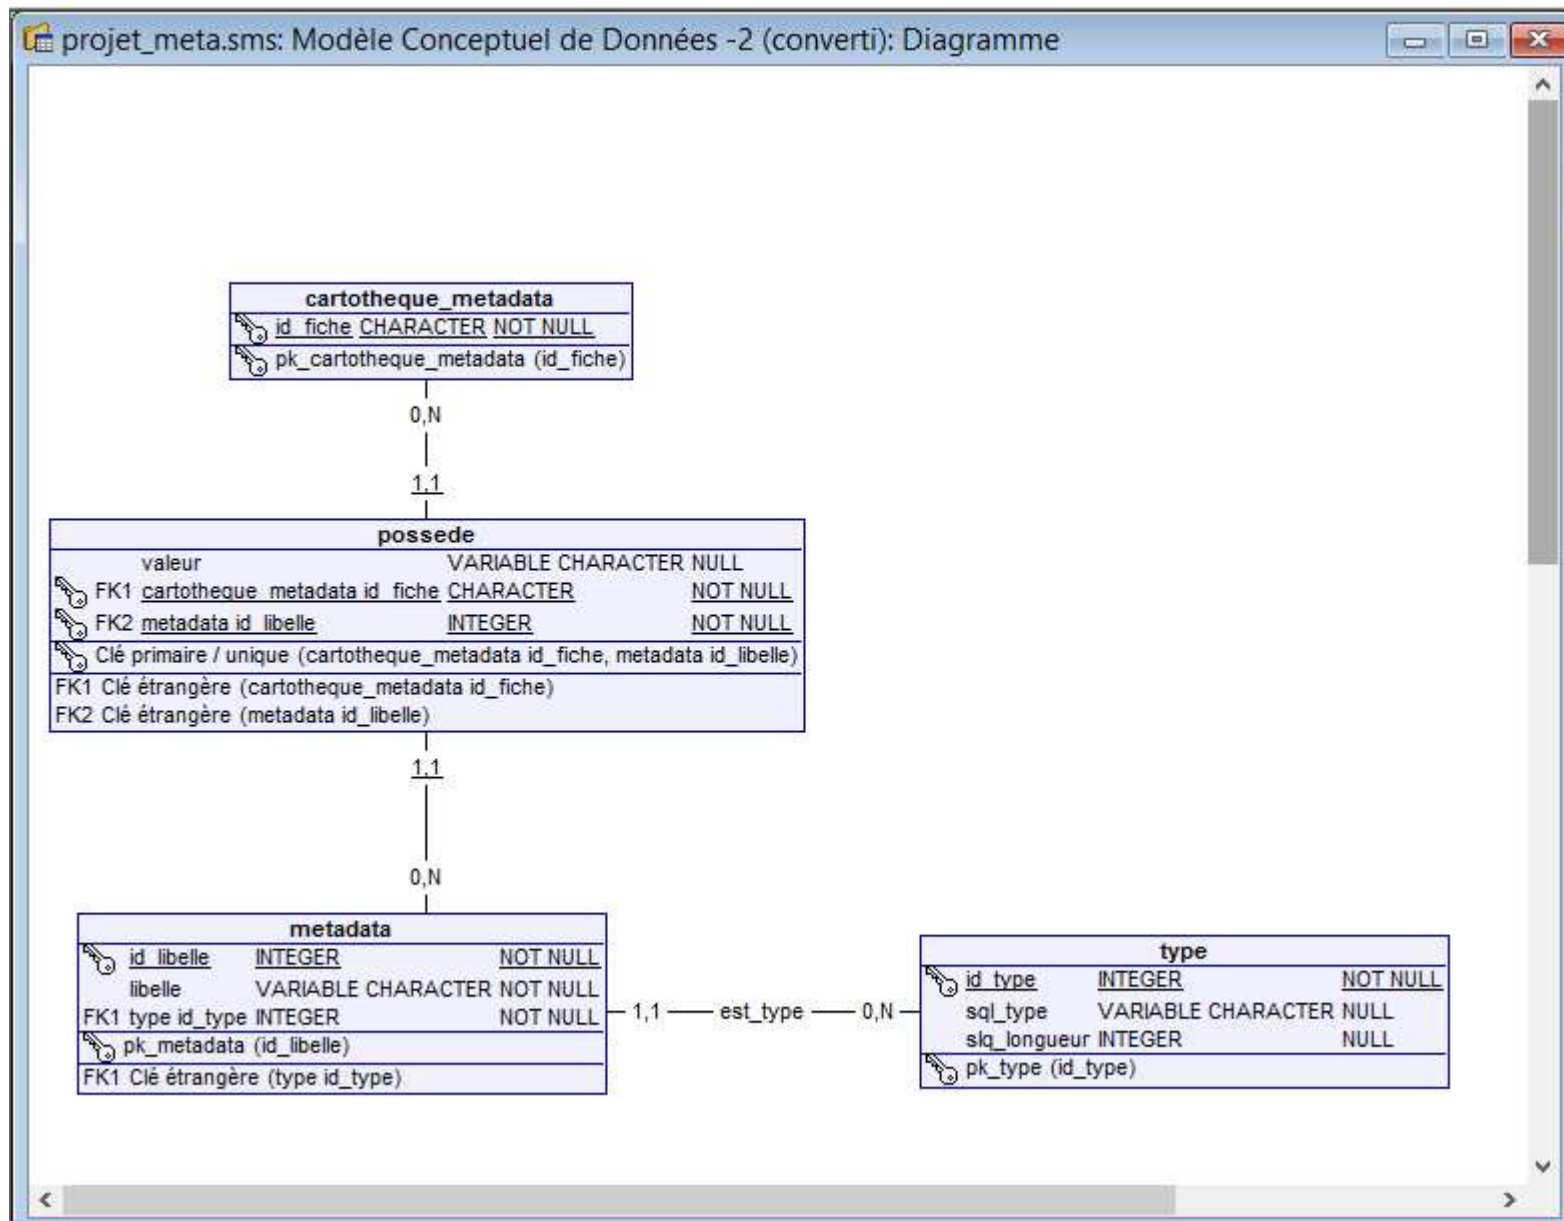 projet_meta.sms: Modèle Conceptuel de Données -2 (converti): Diagramme
cartotheque_metadata
id_fiche CHARACTER NOT NULL
pk_cartotheque_metadata (id_fiche)
0,N
1,1
possede
valeur VARIABLE CHARACTER NULL
FK1 cartotheque_metadata id_fiche CHARACTER NOT NULL
FK2 metadata id_libelle INTEGER NOT NULL
Clé primaire / unique (cartotheque_metadata id_fiche, metadata id_libelle)
FK1 Clé étrangère (cartotheque_metadata id_fiche)
FK2 Clé étrangère (metadata id_libelle)
1,1
0,N
metadata
id_libelle INTEGER NOT NULL
libelle VARIABLE CHARACTER NOT NULL
FK1 type id_type INTEGER NOT NULL
pk_metadata (id_libelle)
FK1 Clé étrangère (type id_type)
1,1 est_type 0,N
type
id_type INTEGER NOT NULL
sql_type VARIABLE CHARACTER NULL
slq_longueur INTEGER NULL
pk_type (id_type)